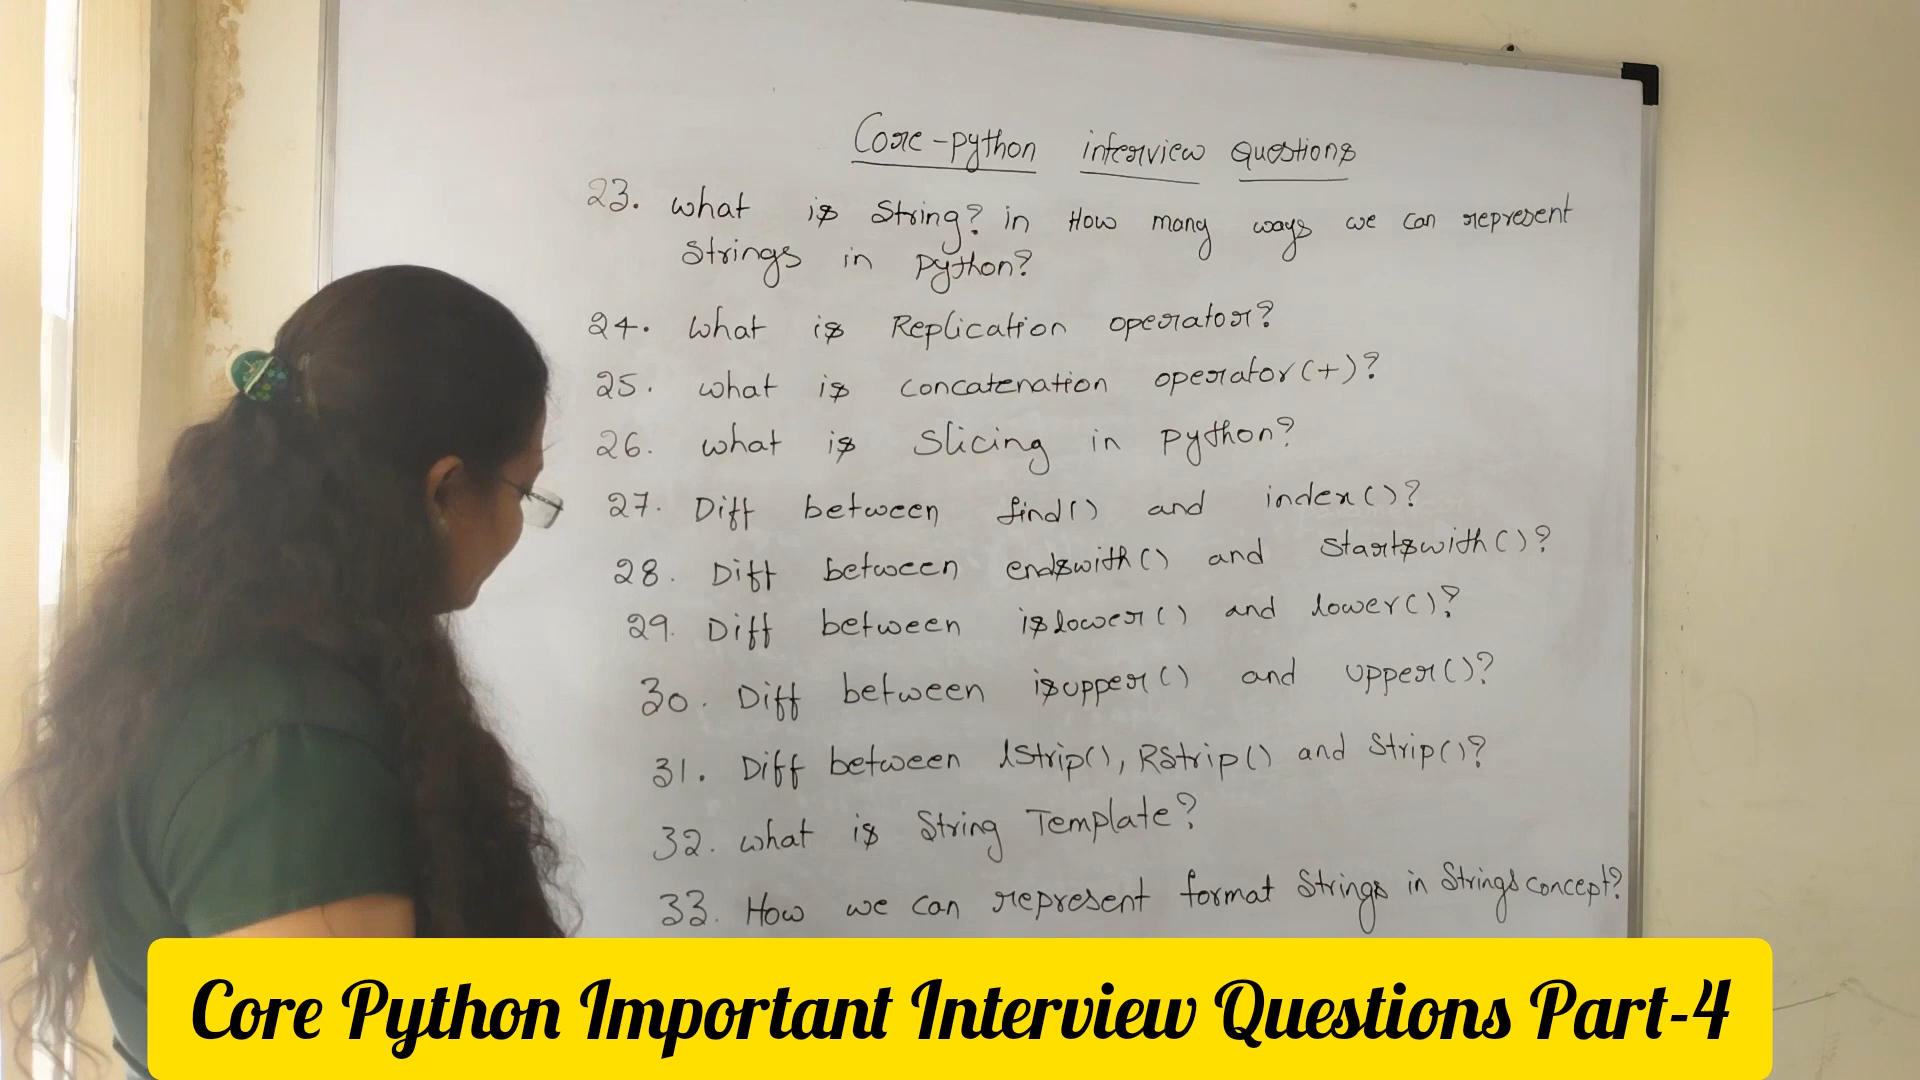 Core-python interview Questions
23. what is String? in How many ways we can represent
Strings in python?
24. what is Replication operator?
25. what is concatenation operator(+)?
26. what is Slicing in python?
27. Diff between find() and index()?
28. Diff between endswith() and startswith()?
29. Diff between islower() and lower()?
30. Diff between isupper() and upper()?
31. Diff between lStrip(), RStrip() and Strip()?
32. what is String Template?
33. How we can represent format Strings in Strings concept?
Core Python Important Interview Questions Part-4